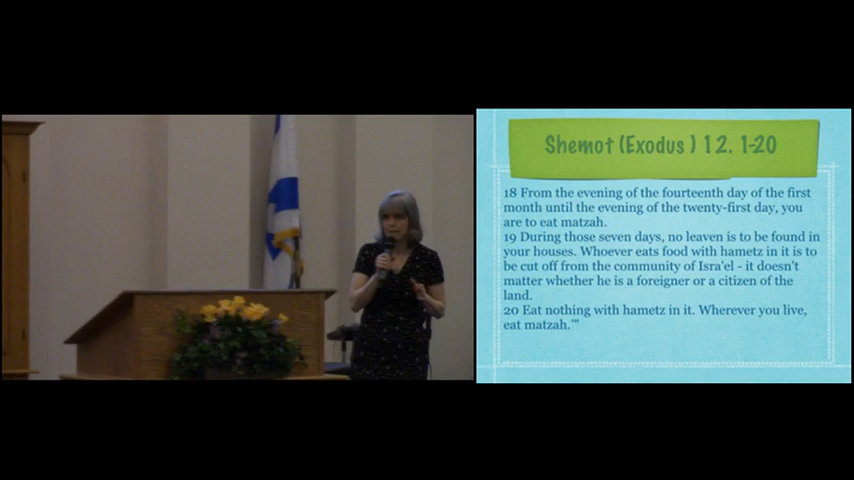 Shemot (Exodus ) 12. 1-20
18 From the evening of the fourteenth day of the first
month until the evening of the twenty-first day, you
are to eat matzah.
19 During those seven days, no leaven is to be found in
your houses. Whoever eats food with hametz in it is to
be cut off from the community of Isra'el - it doesn't
matter whether he is a foreigner or a citizen of the
land.
20 Eat nothing with hametz in it. Wherever you live,
eat matzah.'"